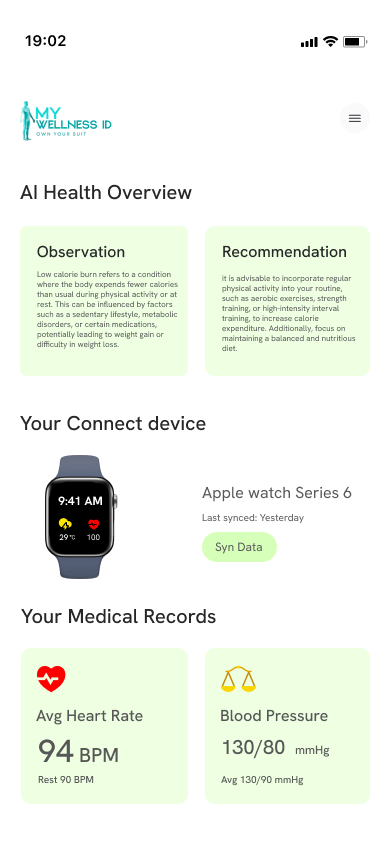 19:02
MY
WELLNESS ID
OWN YOUR SUIT
AI Health Overview
Observation
Low calorie burn refers to a condition
where the body expends fewer calories
than usual during physical activity or at
rest. This can be influenced by factors
such as a sedentary lifestyle, metabolic
disorders, or certain medications,
potentially leading to weight gain or
difficulty in weight loss.
Recommendation
it is advisable to incorporate regular
physical activity into your routine,
such as aerobic exercises, strength
training, or high-intensity interval
training, to increase calorie
expenditure. Additionally, focus on
maintaining a balanced and nutritious
diet.
Your Connect device
9:41 AM
29°C 100
Apple watch Series 6
Last synced: Yesterday
Syn Data
Your Medical Records
Avg Heart Rate
94 BPM
Rest 90 BPM
Blood Pressure
130/80 mmHg
Avg 130/90 mmHg